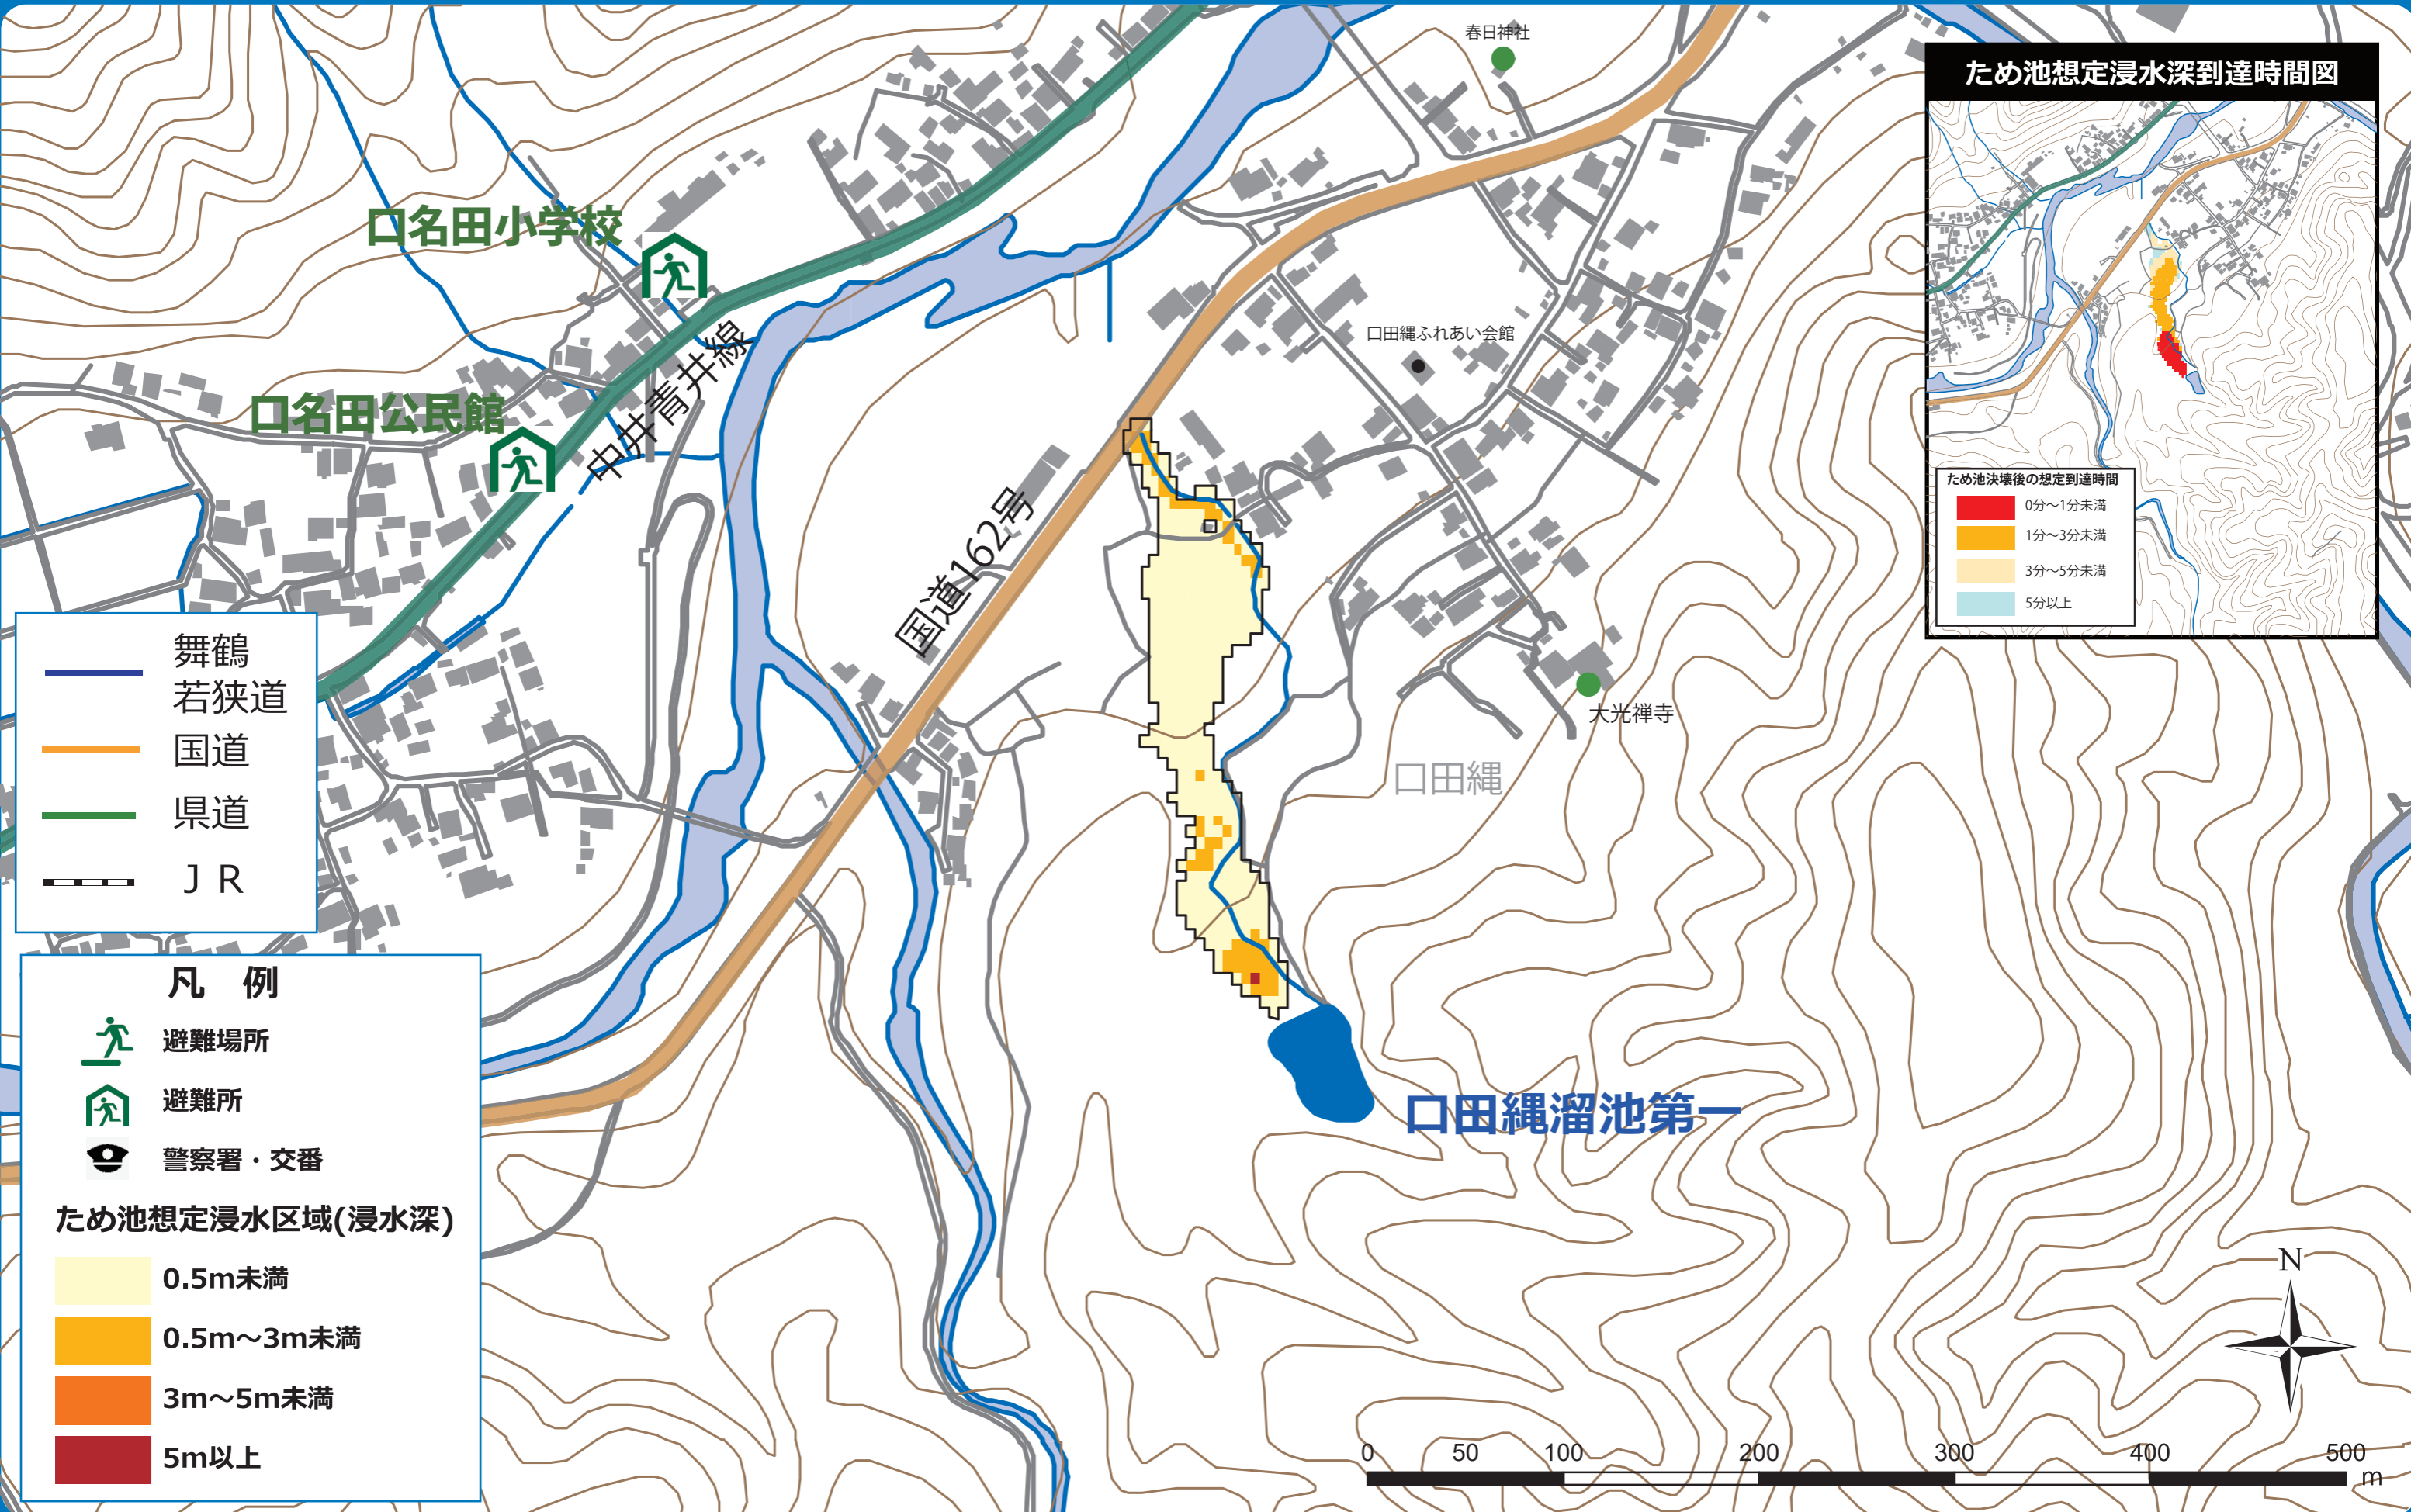 春日神社
ため池想定浸水深到達時間図
口名田小学校
口田縄ふれあい会館
中井青井線
口名田公民館
国道162号
ため池決壊後の想定到達時間
0分～1分未満
1分～3分未満
3分～5分未満
5分以上
舞鶴
若狭道
国道
県道
ＪＲ
大光禅寺
口田縄
口田縄溜池第一
凡　例
避難場所
避難所
警察署・交番
ため池想定浸水区域(浸水深)
0.5m未満
0.5m～3m未満
3m～5m未満
5m以上
N
0 50 100 200 300 400 500
m